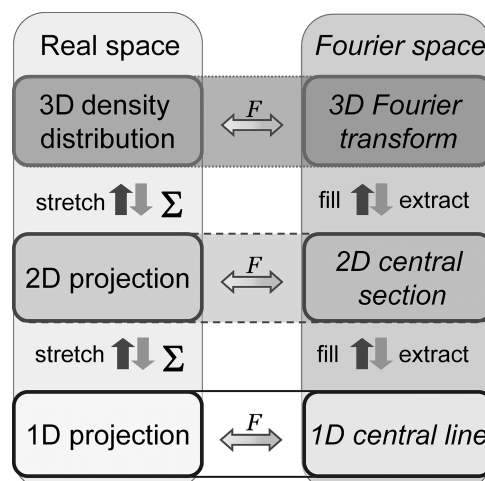 Real space
Fourier space
3D density
distribution
F
3D Fourier
transform
stretch Σ
fill extract
2D projection
F
2D central
section
stretch Σ
fill extract
1D projection
F
1D central line